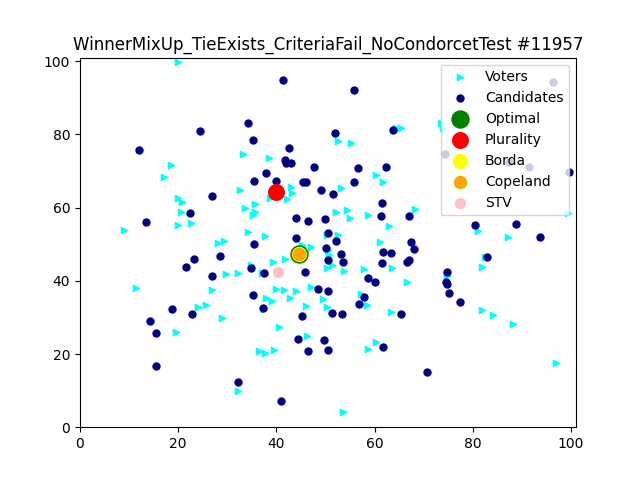 WinnerMixUp_TieExists_CriteriaFail_NoCondorcetTest #11957
100
80
60
40
20
0
0 20 40 60 80 100
Voters
Candidates
Optimal
Plurality
Borda
Copeland
STV